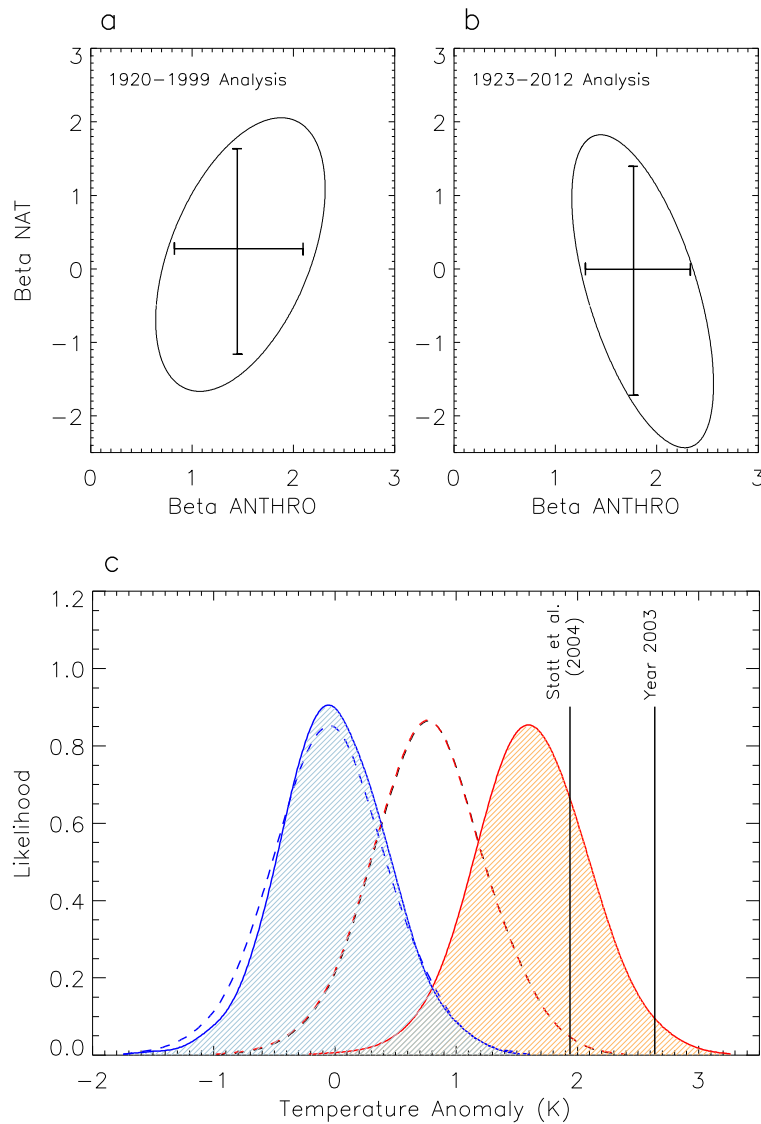 a
1920−1999 Analysis
3
2
1
0
−1
−2
Beta NAT
0
1
2
3
Beta ANTHRO
b
1923−2012 Analysis
3
2
1
0
−1
−2
0
1
2
3
Beta ANTHRO
c
1.2
1.0
0.8
0.6
0.4
0.2
0.0
Likelihood
Stott et al.
(2004)
Year 2003
−2
−1
0
1
2
3
Temperature Anomaly (K)